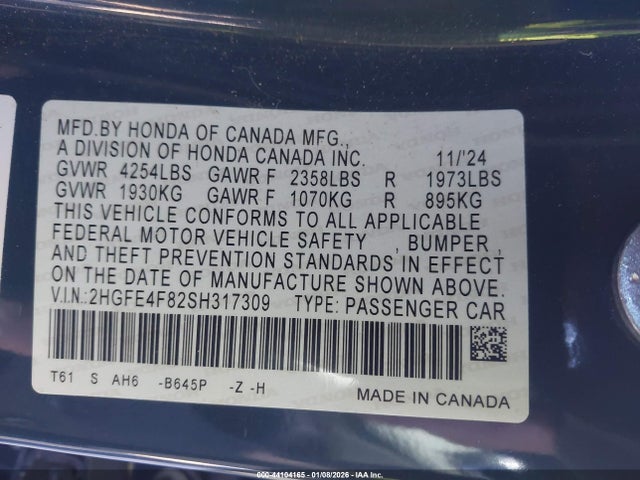 MFD.BY HONDA OF CANADA MFG.,
A DIVISION OF HONDA CANADA INC. 11/'24
GVWR 4254LBS GAWR F 2358LBS R 1973LBS
GVWR 1930KG GAWR F 1070KG R 895KG
THIS VEHICLE CONFORMS TO ALL APPLICABLE
FEDERAL MOTOR VEHICLE SAFETY , BUMPER ,
AND THEFT PREVENTION STANDARDS IN EFFECT
ON THE DATE OF MANUFACTURE SHOWN ABOVE.
V.I.N.:2HGFE4F82SH317309 TYPE: PASSENGER CAR
T61 S AH6 -B645P -Z -H
MADE IN CANADA
000-44104165 - 01/08/2026 - IAA Inc.